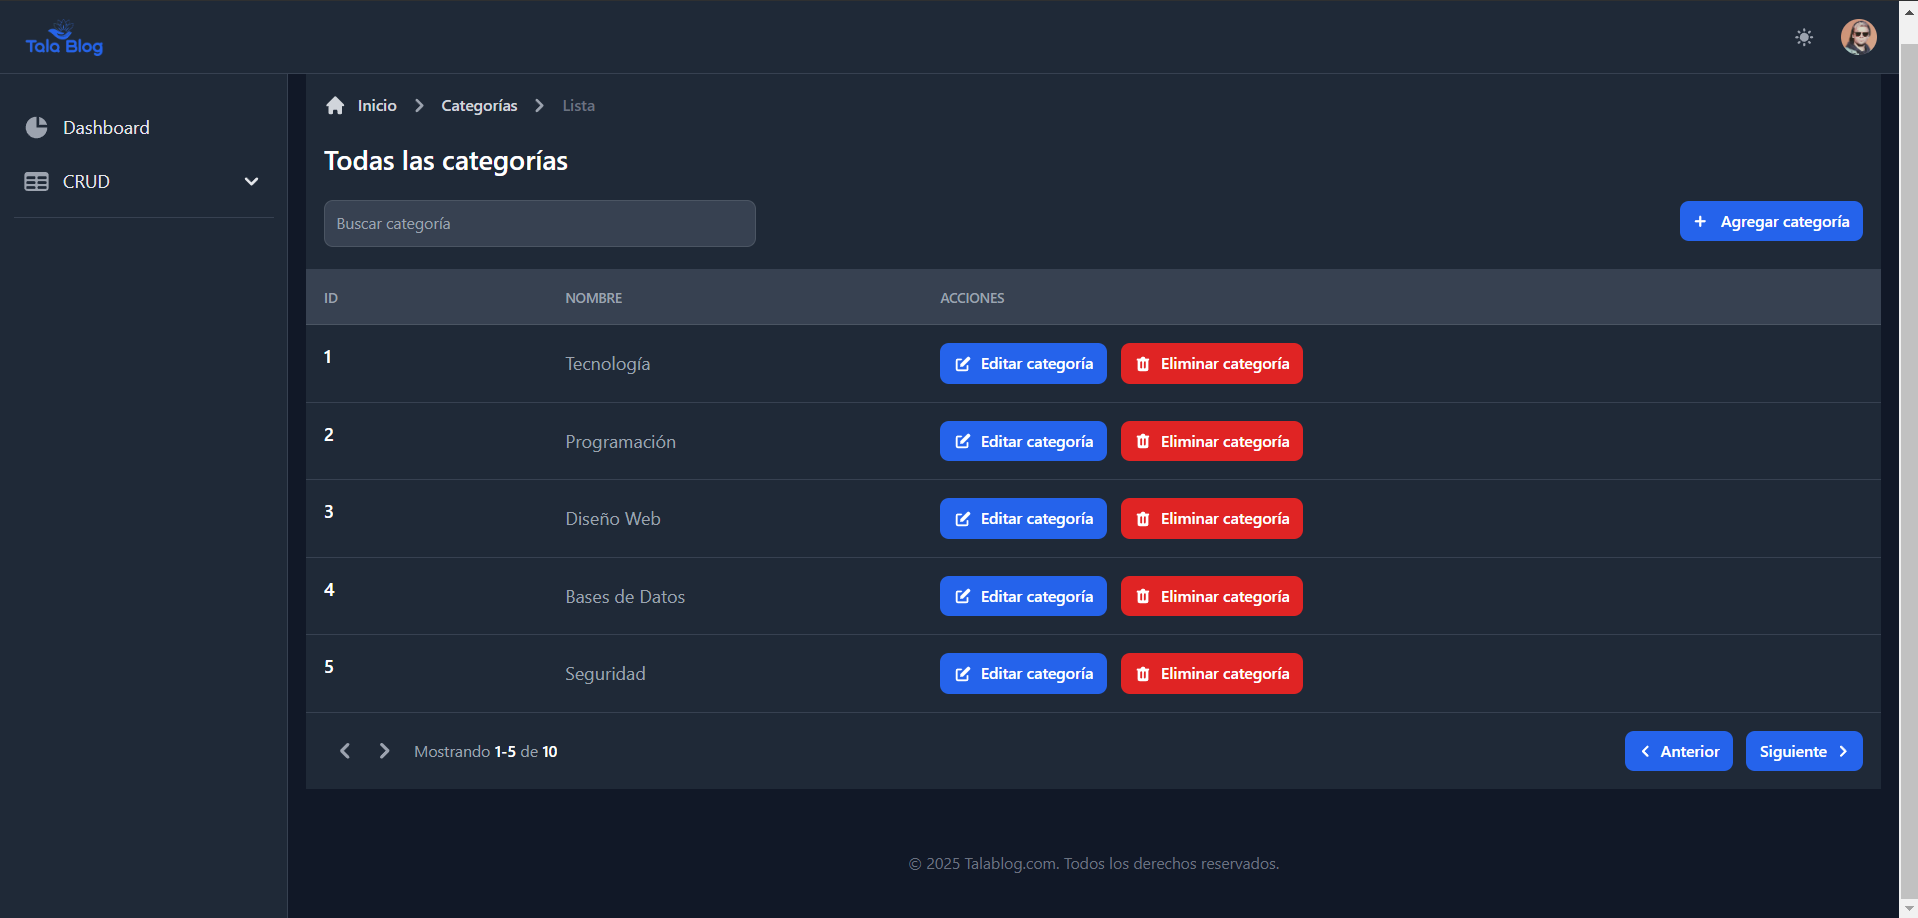 Tala Blog
Dashboard
CRUD
Inicio Categorías Lista
Todas las categorías
Buscar categoría
+ Agregar categoría
ID NOMBRE ACCIONES
1 Tecnología Editar categoría Eliminar categoría
2 Programación Editar categoría Eliminar categoría
3 Diseño Web Editar categoría Eliminar categoría
4 Bases de Datos Editar categoría Eliminar categoría
5 Seguridad Editar categoría Eliminar categoría
Mostrando 1-5 de 10 Anterior Siguiente
© 2025 Talablog.com. Todos los derechos reservados.